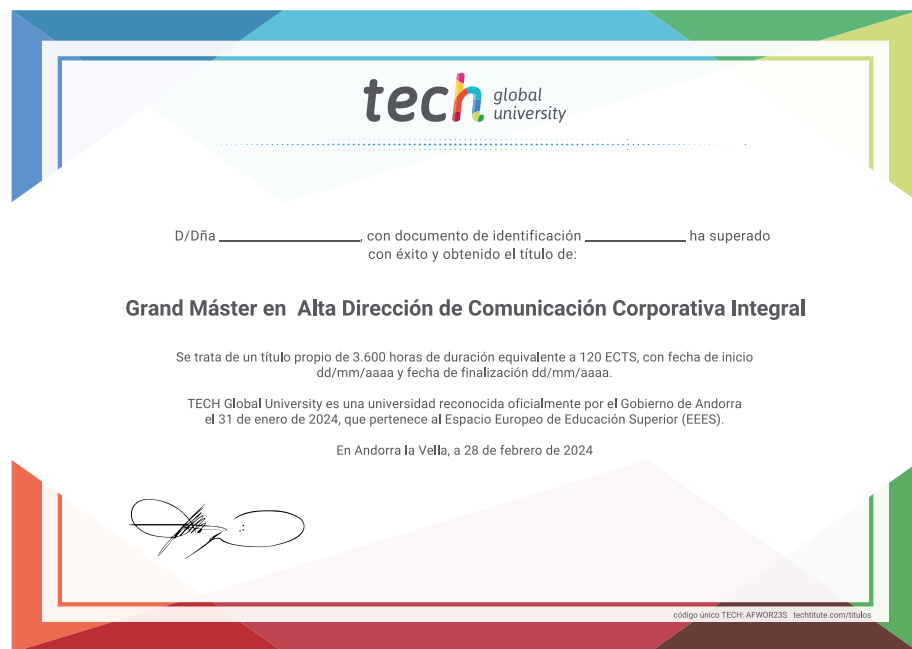 tech global university
D/Dña ________________, con documento de identificación ____________ ha superado
con éxito y obtenido el título de:
Grand Máster en Alta Dirección de Comunicación Corporativa Integral
Se trata de un título propio de 3.600 horas de duración equivalente a 120 ECTS, con fecha de inicio
dd/mm/aaaa y fecha de finalización dd/mm/aaaa.
TECH Global University es una universidad reconocida oficialmente por el Gobierno de Andorra
el 31 de enero de 2024, que pertenece al Espacio Europeo de Educación Superior (EEES).
En Andorra la Vella, a 28 de febrero de 2024
código único TECH: AFWOR23S techtitute.com/titulos